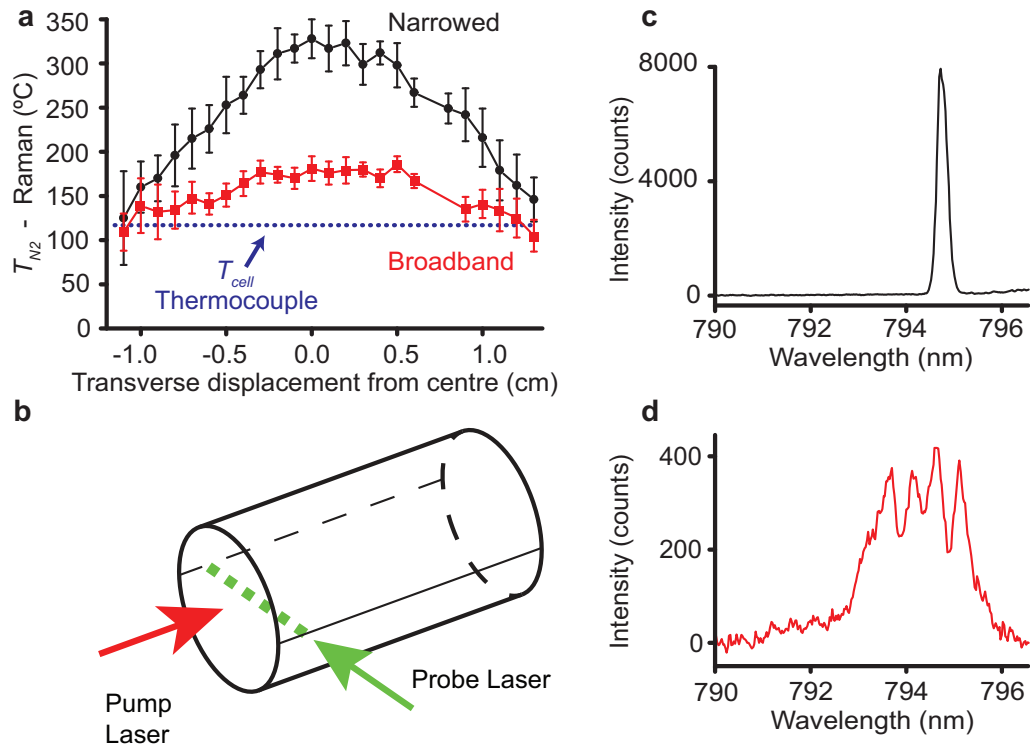 a
350
300
250
200
150
100
50
0
T_N2 - Raman (ºC)
Narrowed
Broadband
T_cell
Thermocouple
-1.0 -0.5 0.0 0.5 1.0
Transverse displacement from centre (cm)
b
Pump
Laser
Probe Laser
c
8000
4000
0
Intensity (counts)
790 792 794 796
Wavelength (nm)
d
400
200
0
Intensity (counts)
790 792 794 796
Wavelength (nm)